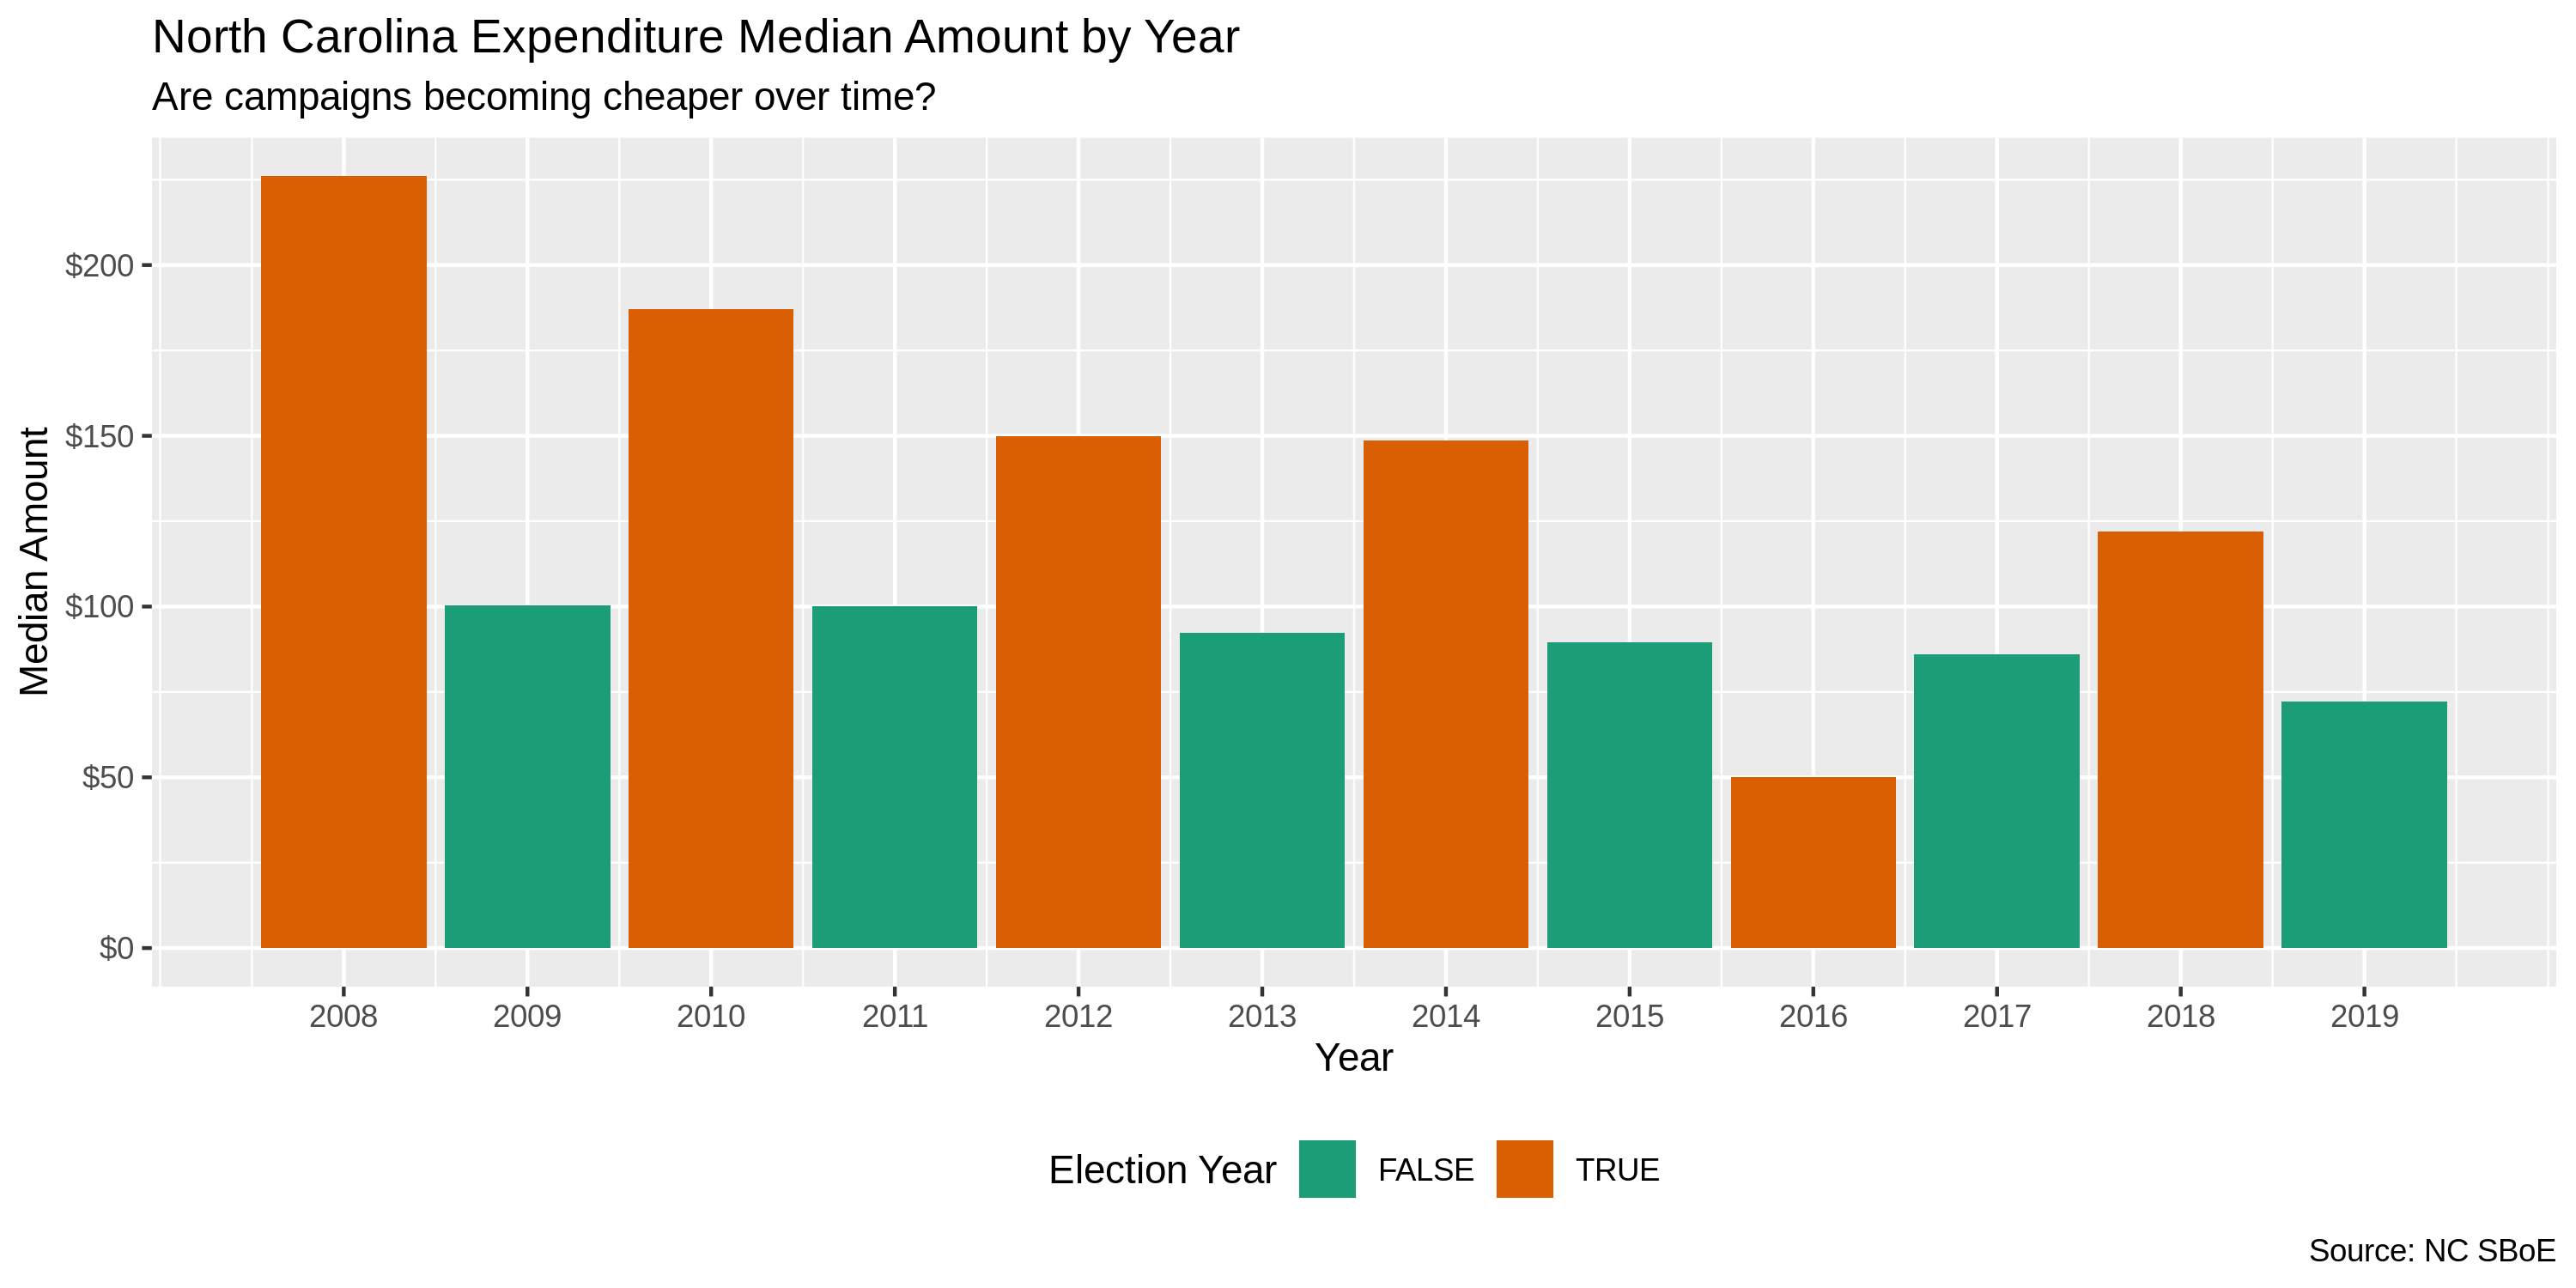 North Carolina Expenditure Median Amount by Year
Are campaigns becoming cheaper over time?
Median Amount
$200
$150
$100
$50
$0
2008 2009 2010 2011 2012 2013 2014 2015 2016 2017 2018 2019
Year
Election Year FALSE TRUE
Source: NC SBoE